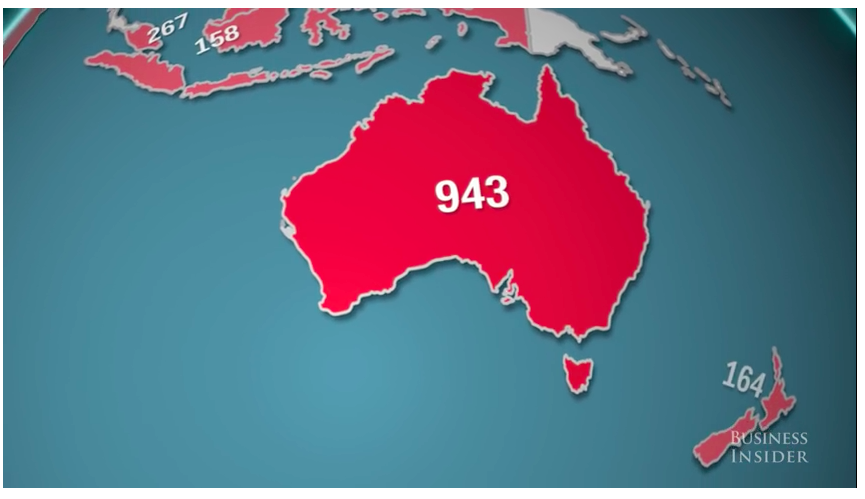 267
158
943
164
BUSINESS
INSIDER